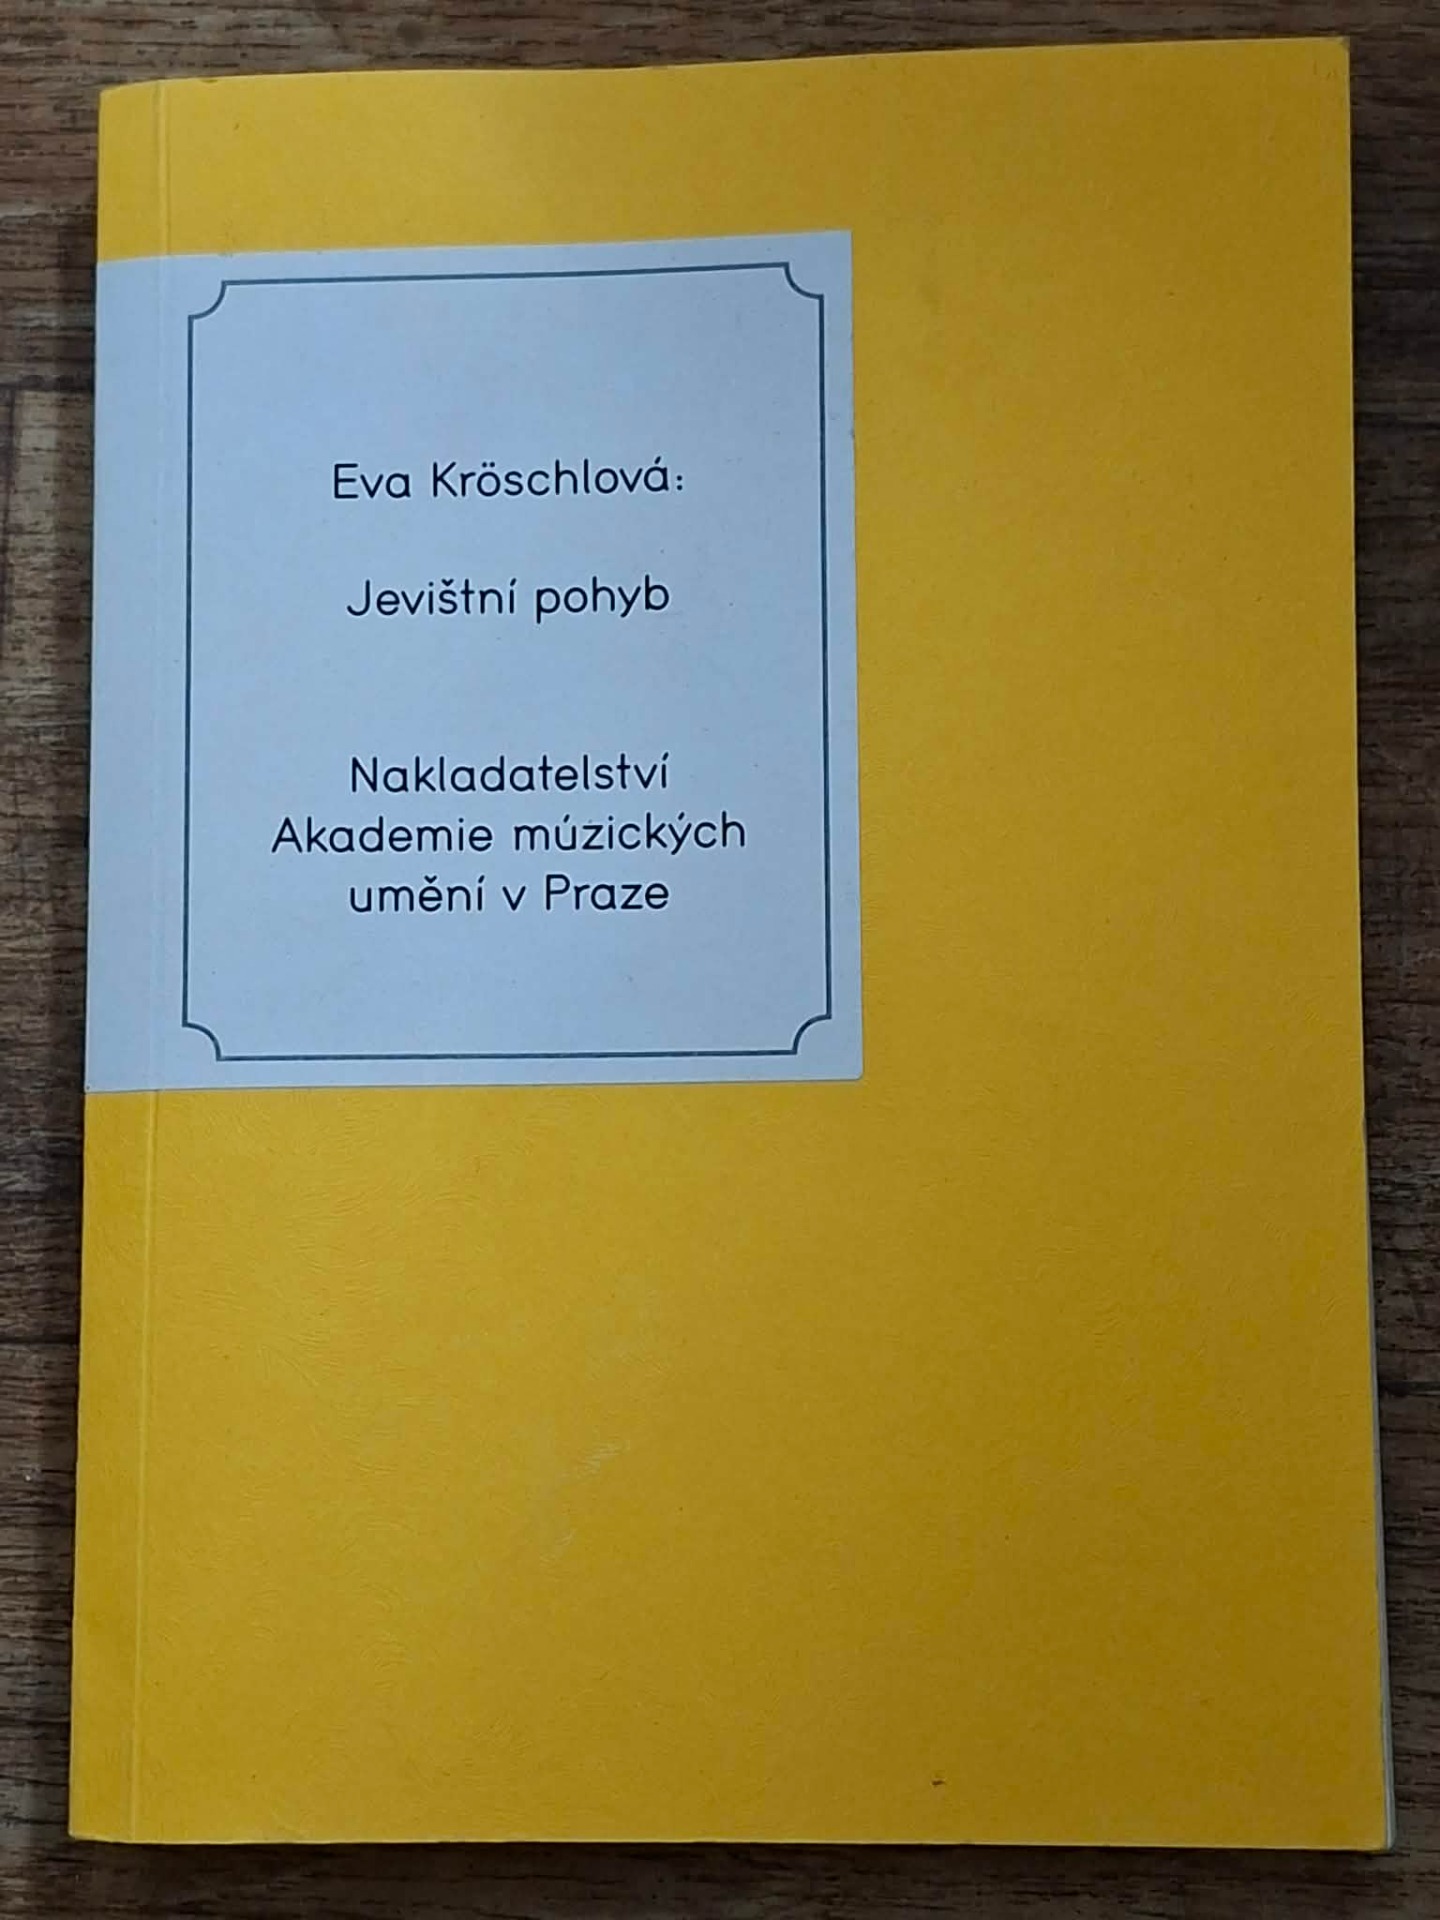 Eva Kröschlová:
Jevištní pohyb
Nakladatelství
Akademie múzických
umění v Praze